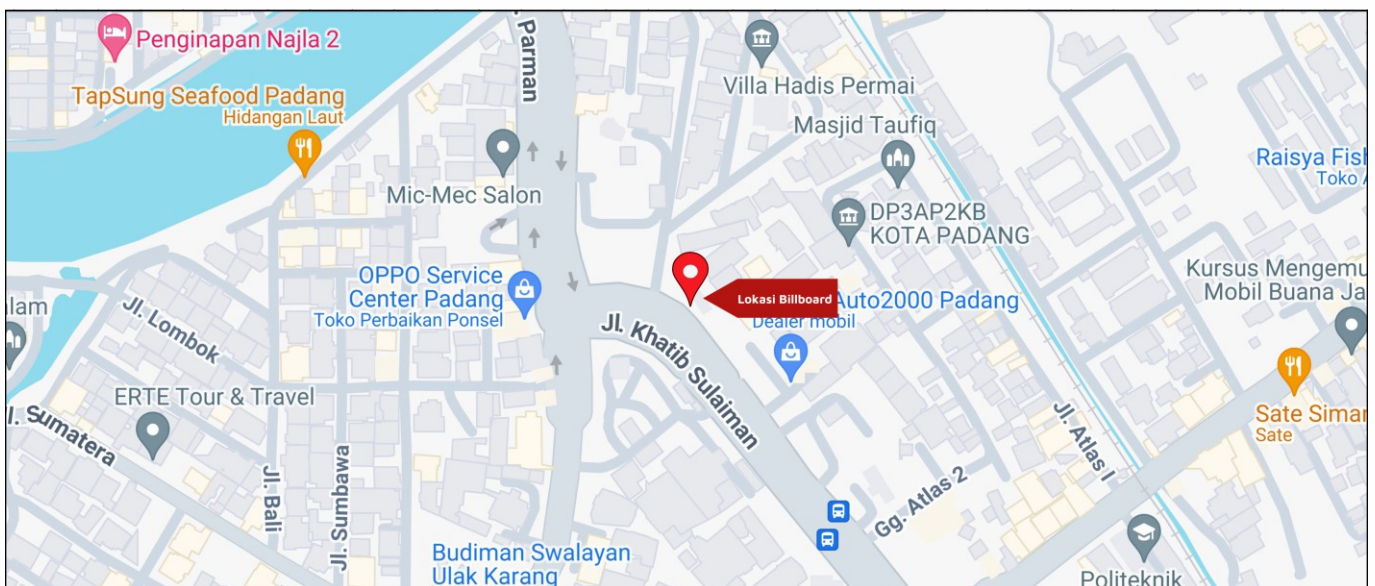 Penginapan Najla 2
TapSung Seafood Padang
Hidangan Laut
. Parman
Villa Hadis Permai
Masjid Taufiq
Raisya Fis
Toko
Mic-Mec Salon
DP3AP2KB
KOTA PADANG
OPPO Service
Center Padang
Toko Perbaikan Ponsel
Lokasi Billboard
Auto2000 Padang
Dealer mobil
Kursus Mengemu
Mobil Buana Ja
lam
Jl. Lombok
Jl. Khatib Sulaiman
ERTE Tour & Travel
l. Sumatera
Jl. Bali
Jl. Sumbawa
Jl. Atlas I
Sate Simar
Sate
Gg. Atlas 2
Budiman Swalayan
Ulak Karang
Politeknik